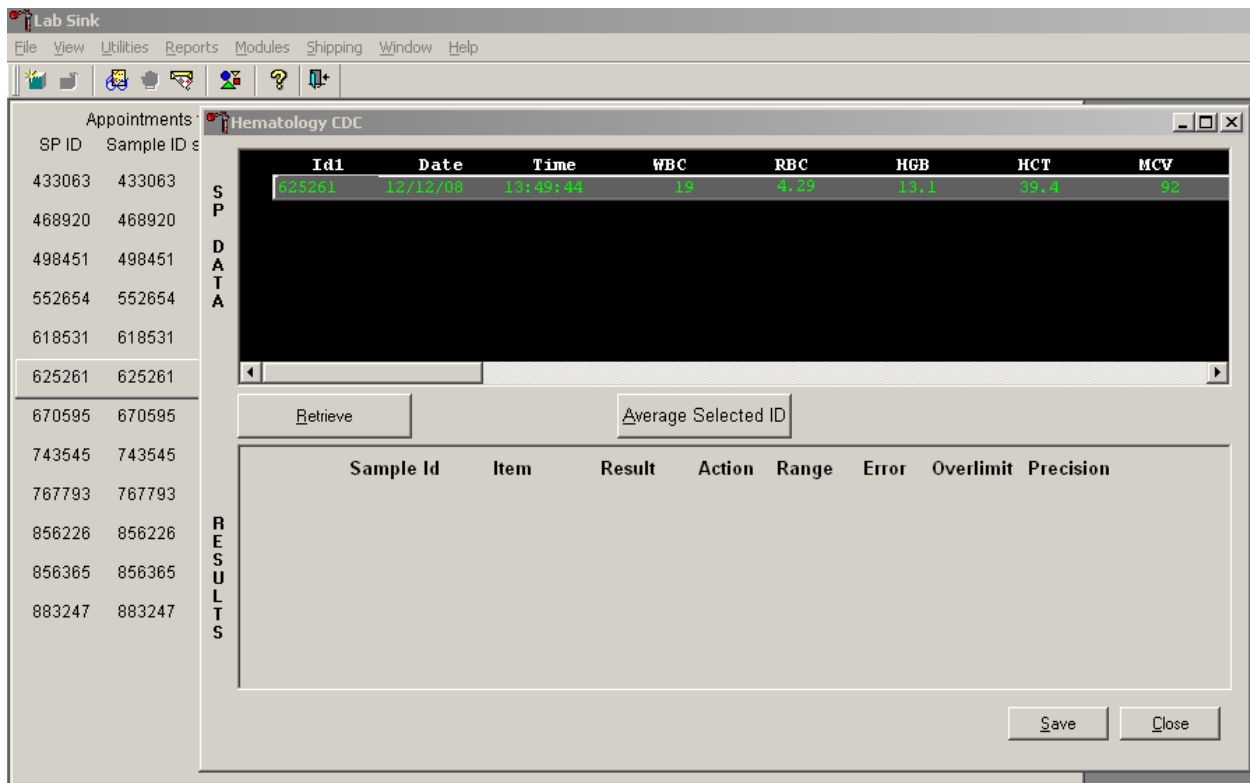 Lab Sink
File View Utilities Reports Modules Shipping Window Help
Appointments
SP ID Sample ID s
433063 433063
468920 468920
498451 498451
552654 552654
618531 618531
625261 625261
670595 670595
743545 743545
767793 767793
856226 856226
856365 856365
883247 883247
Hematology CDC
SP DATA
Id1 Date Time WBC RBC HGB HCT MCV
625261 12/12/08 13:49:44 19 4.29 13.1 39.4 92
Retrieve Average Selected ID
RESULTS
Sample Id Item Result Action Range Error Overlimit Precision
Save Close